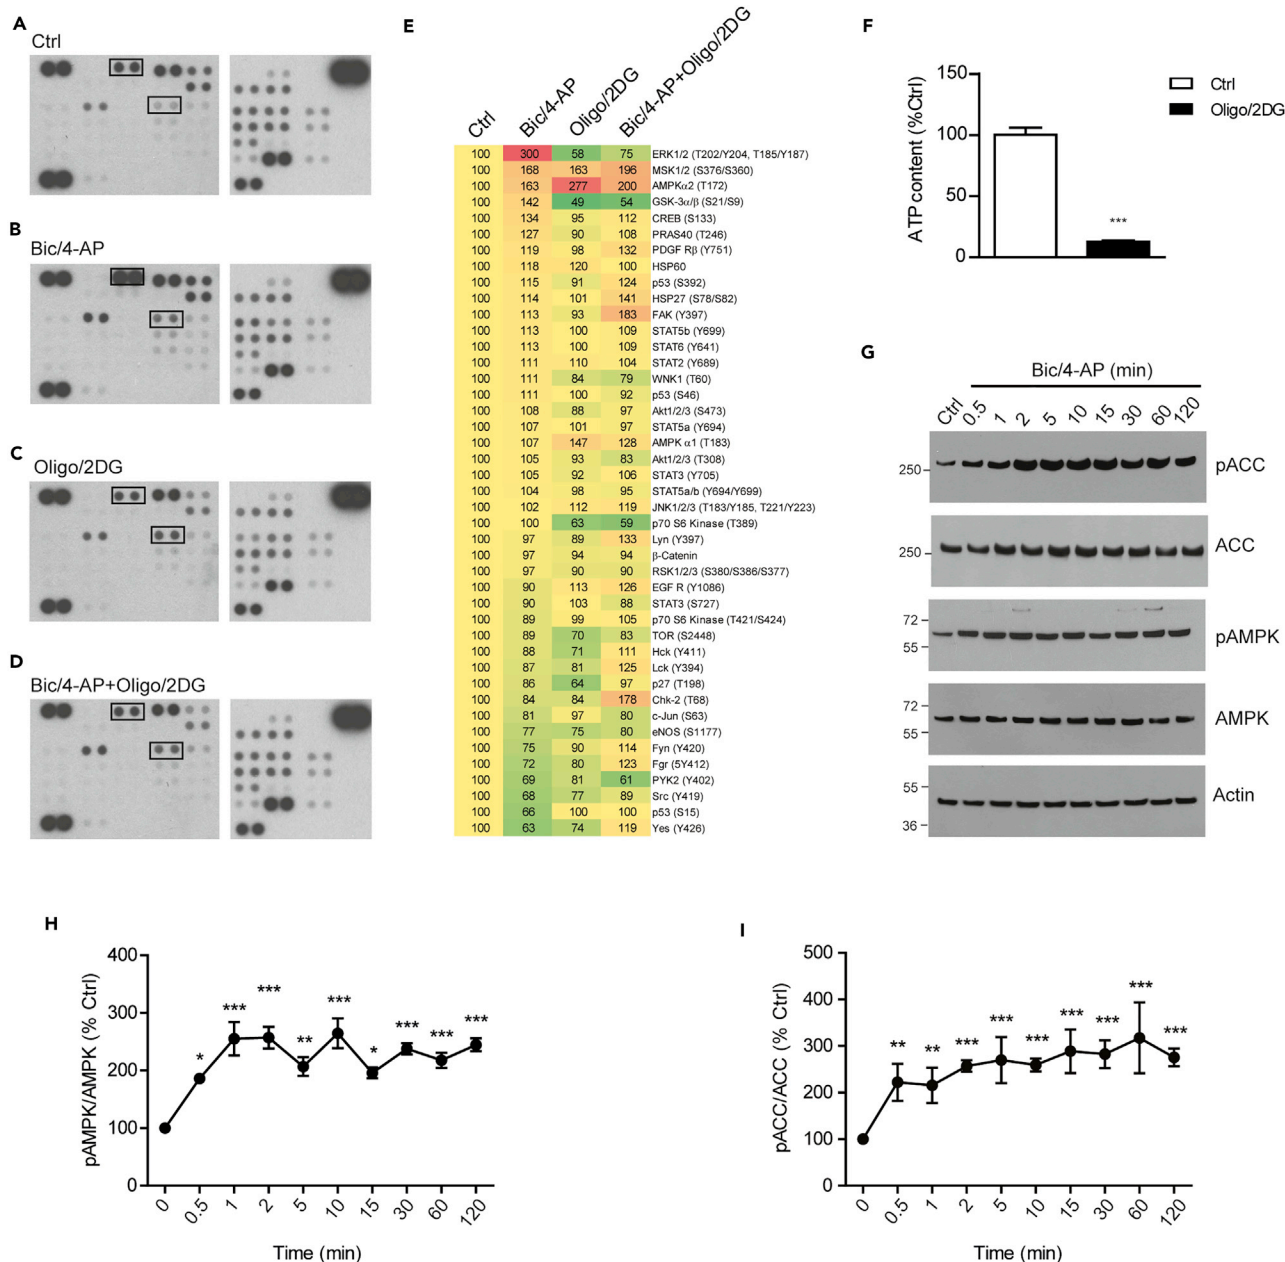 A
Ctrl
B
Bic/4-AP
C
Oligo/2DG
D
Bic/4-AP+Oligo/2DG
E
Ctrl
Bic/4-AP
Oligo/2DG
Bic/4-AP+Oligo/2DG
100 300 58 75 ERK1/2 (T202/Y204, T185/Y187)
100 168 163 196 MSK1/2 (S376/S360)
100 163 277 200 AMPKα2 (T172)
100 142 49 54 GSK-3α/β (S21/S9)
100 134 95 112 CREB (S133)
100 127 90 108 PRAS40 (T246)
100 119 98 132 PDGF Rβ (Y751)
100 118 120 100 HSP60
100 115 91 124 p53 (S392)
100 114 101 141 HSP27 (S78/S82)
100 113 93 183 FAK (Y397)
100 113 100 109 STAT5b (Y699)
100 113 100 109 STAT6 (Y641)
100 111 110 104 STAT2 (Y689)
100 111 84 79 WNK1 (T60)
100 111 100 92 p53 (S46)
100 108 88 97 Akt1/2/3 (S473)
100 107 101 97 STAT5a (Y694)
100 107 147 128 AMPK α1 (T183)
100 105 93 83 Akt1/2/3 (T308)
100 105 92 106 STAT3 (Y705)
100 104 98 95 STAT5a/b (Y694/Y699)
100 102 112 119 JNK1/2/3 (T183/Y185, T221/Y223)
100 100 63 59 p70 S6 Kinase (T389)
100 97 89 133 Lyn (Y397)
100 97 94 94 β-Catenin
100 97 90 90 RSK1/2/3 (S380/S386/S377)
100 90 113 126 EGF R (Y1086)
100 90 103 88 STAT3 (S727)
100 89 99 105 p70 S6 Kinase (T421/S424)
100 89 70 83 TOR (S2448)
100 88 71 111 Hck (Y411)
100 87 81 125 Lck (Y394)
100 86 64 97 p27 (T198)
100 84 84 178 Chk-2 (T68)
100 81 97 80 c-Jun (S63)
100 77 75 80 eNOS (S1177)
100 75 90 114 Fyn (Y420)
100 72 80 123 Fgr (5Y412)
100 69 81 61 PYK2 (Y402)
100 68 77 89 Src (Y419)
100 66 100 100 p53 (S15)
100 63 74 119 Yes (Y426)
F
ATP content (%Ctrl)
150
100
50
0
***
Ctrl
Oligo/2DG
G
Bic/4-AP (min)
Ctrl 0.5 1 2 5 10 15 30 60 120
250 pACC
250 ACC
72
55
pAMPK
72
55
AMPK
55
36
Actin
H
pAMPK/AMPK (% Ctrl)
400
300
200
100
0
* *** *** ** *** * *** *** ***
0 0.5 1 2 5 10 15 30 60 120
Time (min)
I
pACC/ACC (% Ctrl)
500
400
300
200
100
0
** ** *** *** *** *** *** *** ***
0 0.5 1 2 5 10 15 30 60 120
Time (min)